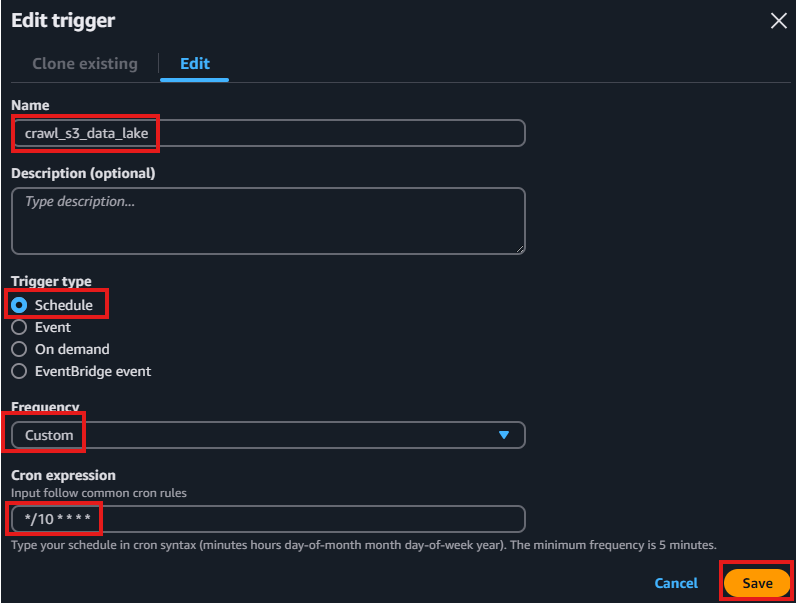 Edit trigger
Clone existing
Edit
Name
crawl_s3_data_lake
Description (optional)
Type description...
Trigger type
Schedule
Event
On demand
EventBridge event
Frequency
Custom
Cron expression
Input follow common cron rules
*/10 * * * *
Type your schedule in cron syntax (minutes hours day-of-month month day-of-week year). The minimum frequency is 5 minutes.
Cancel
Save